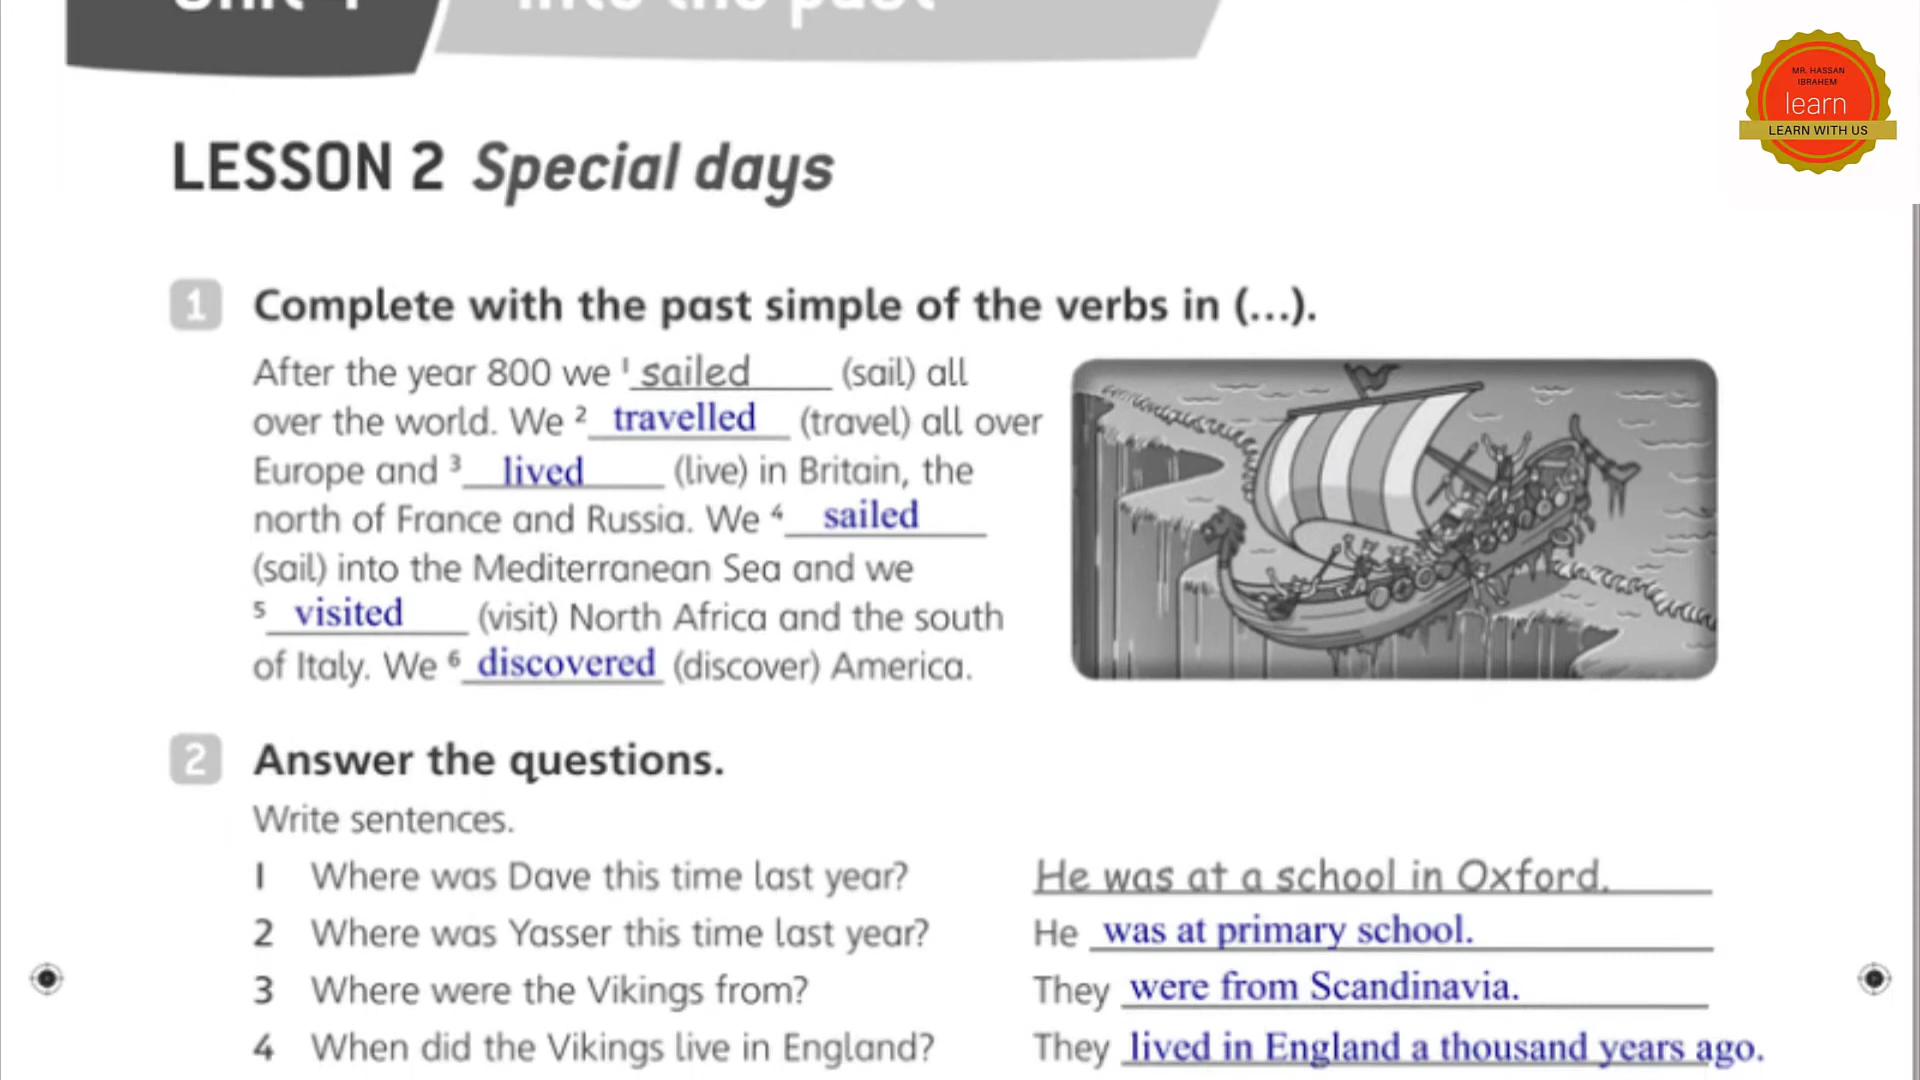 Unit 4 Into the past
MR. HASSAN
IBRAHEM
learn
LEARN WITH US
LESSON 2 Special days
1 Complete with the past simple of the verbs in (...).
After the year 800 we 1 sailed (sail) all
over the world. We 2 travelled (travel) all over
Europe and 3 lived (live) in Britain, the
north of France and Russia. We 4 sailed
(sail) into the Mediterranean Sea and we
5 visited (visit) North Africa and the south
of Italy. We 6 discovered (discover) America.
2 Answer the questions.
Write sentences.
1 Where was Dave this time last year? He was at a school in Oxford.
2 Where was Yasser this time last year? He was at primary school.
3 Where were the Vikings from? They were from Scandinavia.
4 When did the Vikings live in England? They lived in England a thousand years ago.